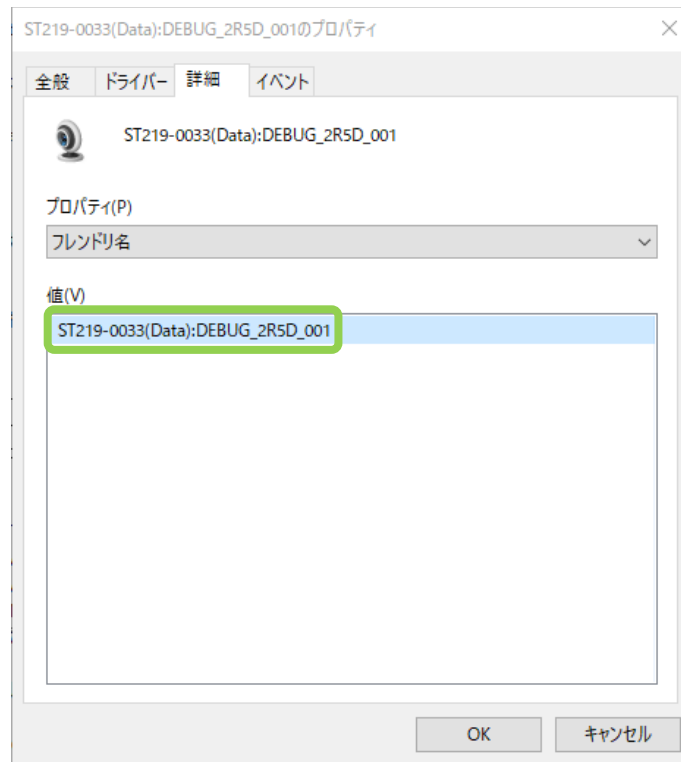 ST219-0033(Data):DEBUG_2R5D_001のプロパティ
全般 ドライバー 詳細 イベント
ST219-0033(Data):DEBUG_2R5D_001
プロパティ(P)
フレンドリ名
値(V)
ST219-0033(Data):DEBUG_2R5D_001
OK キャンセル